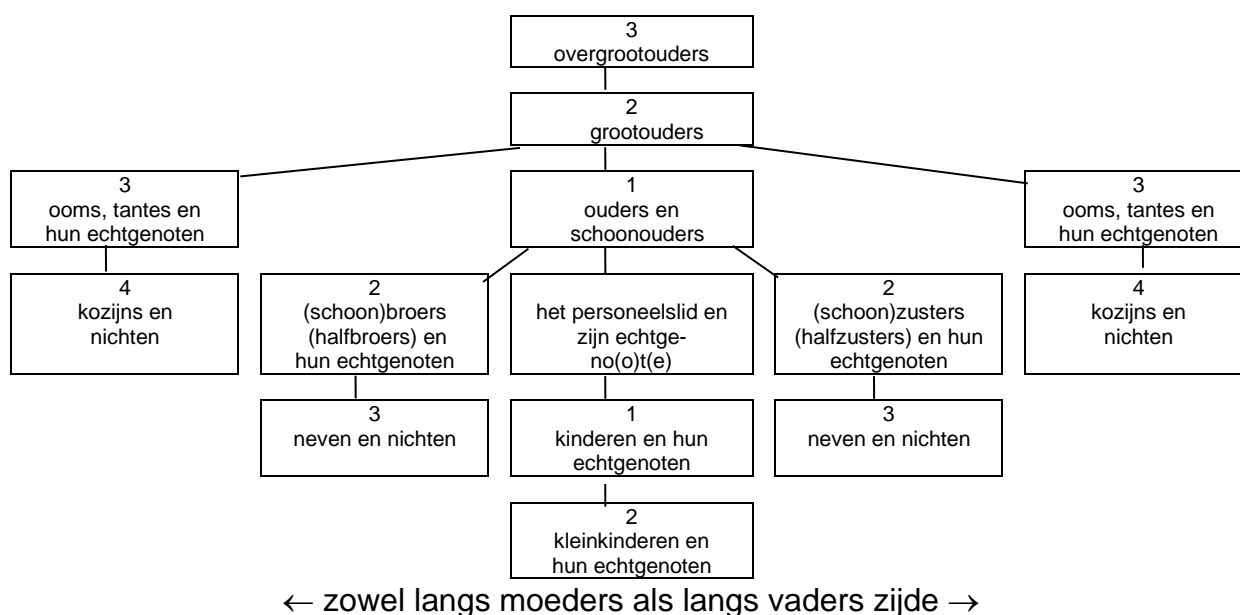 3
overgrootouders
2
grootouders
3
ooms, tantes en
hun echtgenoten
1
ouders en
schoonouders
3
ooms, tantes en
hun echtgenoten
4
kozijns en
nichten
2
(schoon)broers
(halfbroers) en
hun echtgenoten
het personeelslid en
zijn echtge-
no(o)t(e)
2
(schoon)zusters
(halfzusters) en hun
echtgenoten
4
kozijns en
nichten
3
neven en nichten
1
kinderen en hun
echtgenoten
3
neven en nichten
2
kleinkinderen en
hun echtgenoten
← zowel langs moeders als langs vaders zijde →